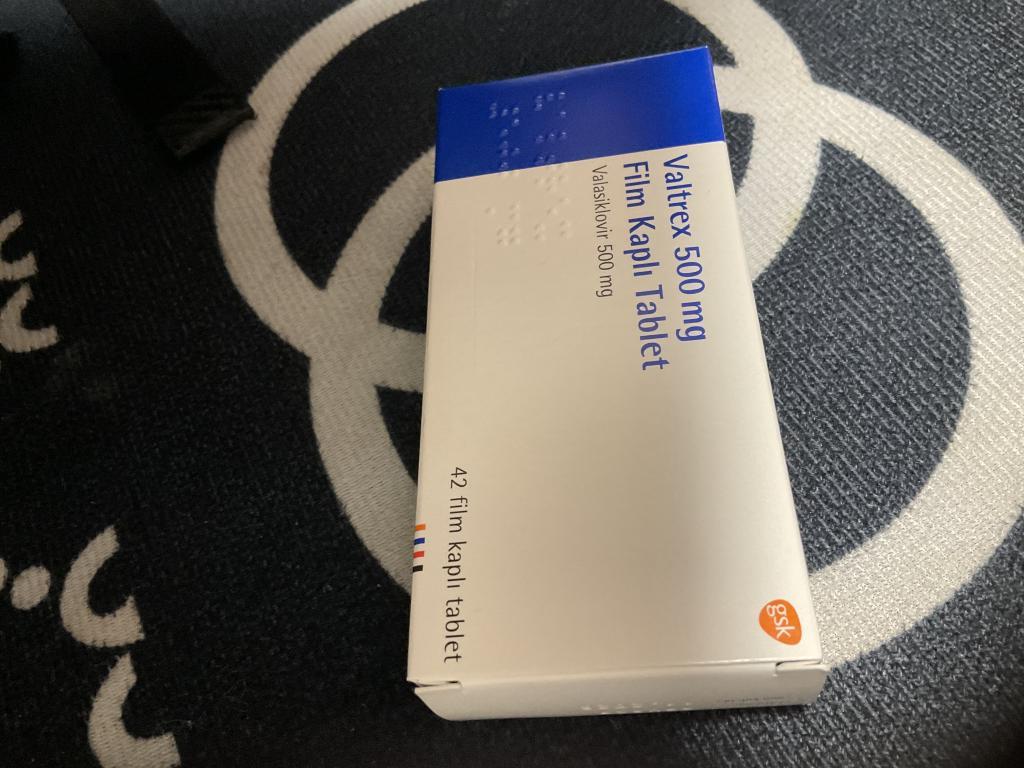 Valtrex 500 mg
Film Kaplı Tablet
Valasiklovir 500 mg
42 film kaplı tablet
gsk